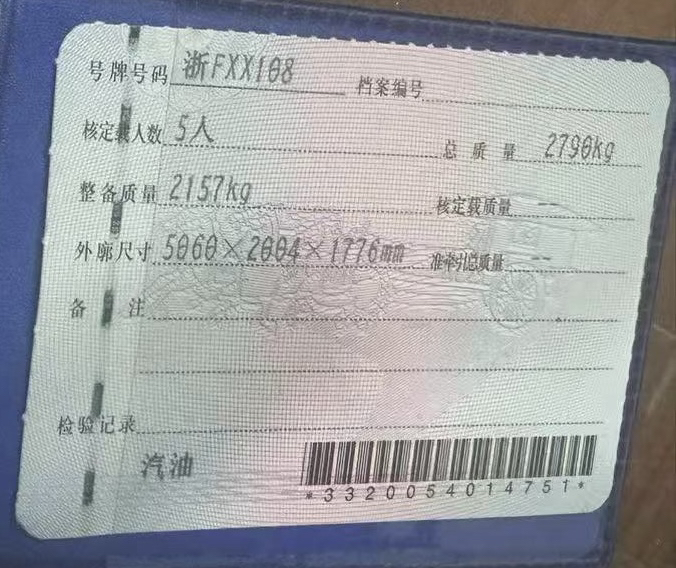 号牌号码 浙FXX108 档案编号
核定载人数 5人 总质量 2790kg
整备质量 2157kg 核定载质量 --
外廓尺寸 5060×2004×1776mm 准牵引总质量 --
备注
检验记录
汽油
*3320054014751*